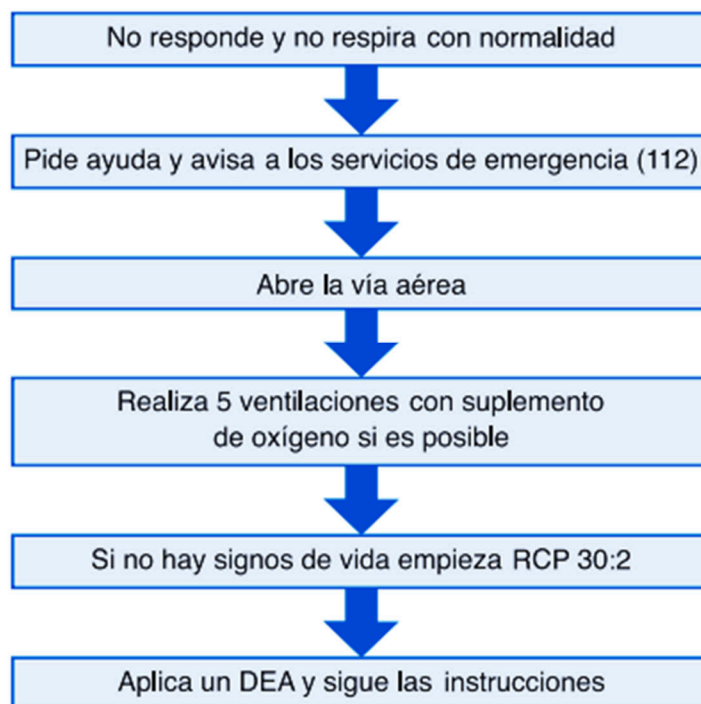 No responde y no respira con normalidad
Pide ayuda y avisa a los servicios de emergencia (112)
Abre la vía aérea
Realiza 5 ventilaciones con suplemento
de oxígeno si es posible
Si no hay signos de vida empieza RCP 30:2
Aplica un DEA y sigue las instrucciones